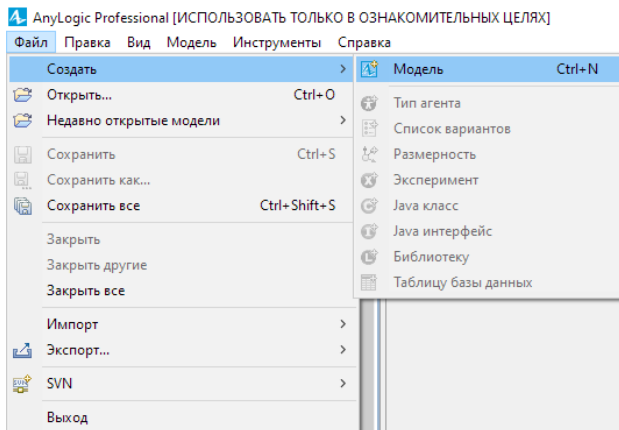 AnyLogic Professional [ИСПОЛЬЗОВАТЬ ТОЛЬКО В ОЗНАКОМИТЕЛЬНЫХ ЦЕЛЯХ]
Файл Правка Вид Модель Инструменты Справка
Создать
Открыть... Ctrl+O
Недавно открытые модели
Сохранить Ctrl+S
Сохранить как...
Сохранить все Ctrl+Shift+S
Закрыть
Закрыть другие
Закрыть все
Импорт
Экспорт...
SVN
Выход
Модель Ctrl+N
Тип агента
Список вариантов
Размерность
Эксперимент
Java класс
Java интерфейс
Библиотеку
Таблицу базы данных